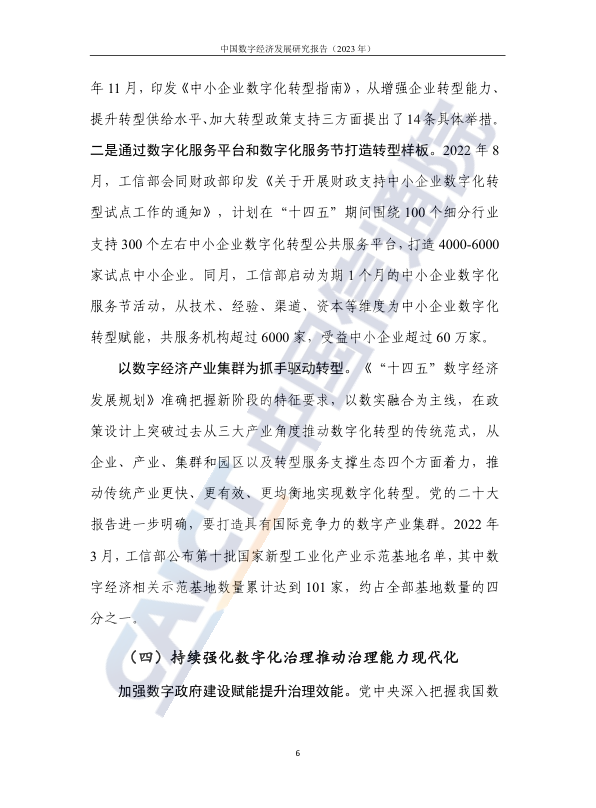 中国数字经济发展研究报告（2023 年）
年 11 月，印发《中小企业数字化转型指南》，从增强企业转型能力、
提升转型供给水平、加大转型政策支持三方面提出了 14 条具体举措。
二是通过数字化服务平台和数字化服务节打造转型样板。2022 年 8
月，工信部会同财政部印发《关于开展财政支持中小企业数字化转
型试点工作的通知》，计划在“十四五”期间围绕 100 个细分行业
支持 300 个左右中小企业数字化转型公共服务平台，打造 4000-6000
家试点中小企业。同月，工信部启动为期 1 个月的中小企业数字化
服务节活动，从技术、经验、渠道、资本等维度为中小企业数字化
转型赋能，共服务机构超过 6000 家，受益中小企业超过 60 万家。
以数字经济产业集群为抓手驱动转型。《“十四五”数字经济
发展规划》准确把握新阶段的特征要求，以数实融合为主线，在政
策设计上突破过去从三大产业角度推动数字化转型的传统范式，从
企业、产业、集群和园区以及转型服务支撑生态四个方面着力，推
动传统产业更快、更有效、更均衡地实现数字化转型。党的二十大
报告进一步明确，要打造具有国际竞争力的数字产业集群。2022 年
3 月，工信部公布第十批国家新型工业化产业示范基地名单，其中数
字经济相关示范基地数量累计达到 101 家，约占全部基地数量的四
分之一。
（四）持续强化数字化治理推动治理能力现代化
加强数字政府建设赋能提升治理效能。党中央深入把握我国数
6
CAICT 中国信通院